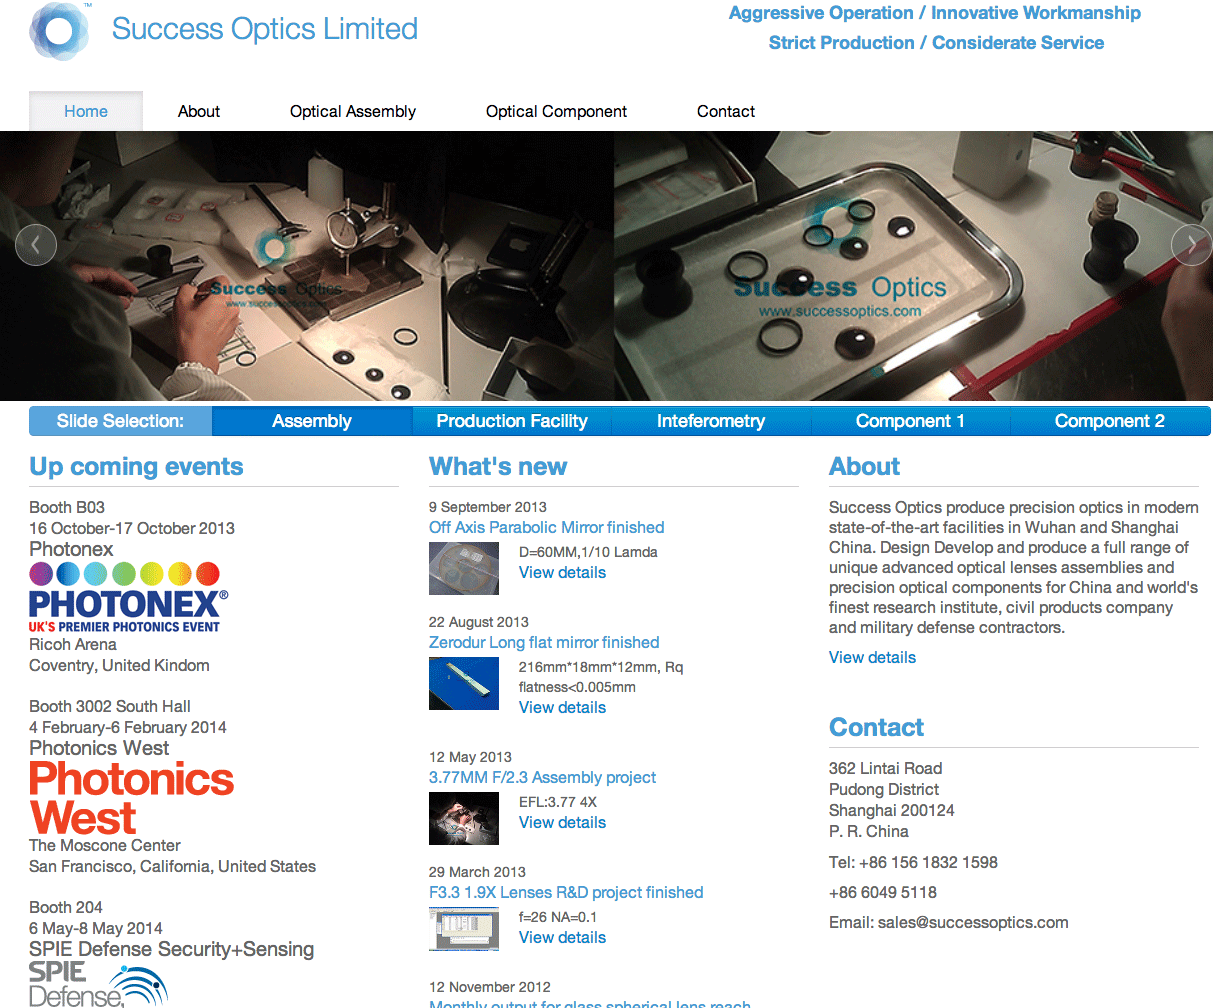 ™
Success Optics Limited
Aggressive Operation / Innovative Workmanship
Strict Production / Considerate Service
Home
About
Optical Assembly
Optical Component
Contact
Success Optics
www.successoptics.com
Success Optics
www.successoptics.com
Slide Selection:
Assembly
Production Facility
Inteferometry
Component 1
Component 2
Up coming events
Booth B03
16 October-17 October 2013
Photonex
PHOTONEX®
UK'S PREMIER PHOTONICS EVENT
Ricoh Arena
Coventry, United Kindom
Booth 3002 South Hall
4 February-6 February 2014
Photonics West
Photonics
West
The Moscone Center
San Francisco, California, United States
Booth 204
6 May-8 May 2014
SPIE Defense Security+Sensing
SPIE
Defense,
What's new
9 September 2013
Off Axis Parabolic Mirror finished
D=60MM,1/10 Lamda
View details
22 August 2013
Zerodur Long flat mirror finished
216mm*18mm*12mm, Rq
flatness<0.005mm
View details
12 May 2013
3.77MM F/2.3 Assembly project
EFL:3.77 4X
View details
29 March 2013
F3.3 1.9X Lenses R&D project finished
f=26 NA=0.1
View details
12 November 2012
Monthly output for glass spherical lens reach
About
Success Optics produce precision optics in modern
state-of-the-art facilities in Wuhan and Shanghai
China. Design Develop and produce a full range of
unique advanced optical lenses assemblies and
precision optical components for China and world's
finest research institute, civil products company
and military defense contractors.
View details
Contact
362 Lintai Road
Pudong District
Shanghai 200124
P. R. China
Tel: +86 156 1832 1598
+86 6049 5118
Email: sales@successoptics.com